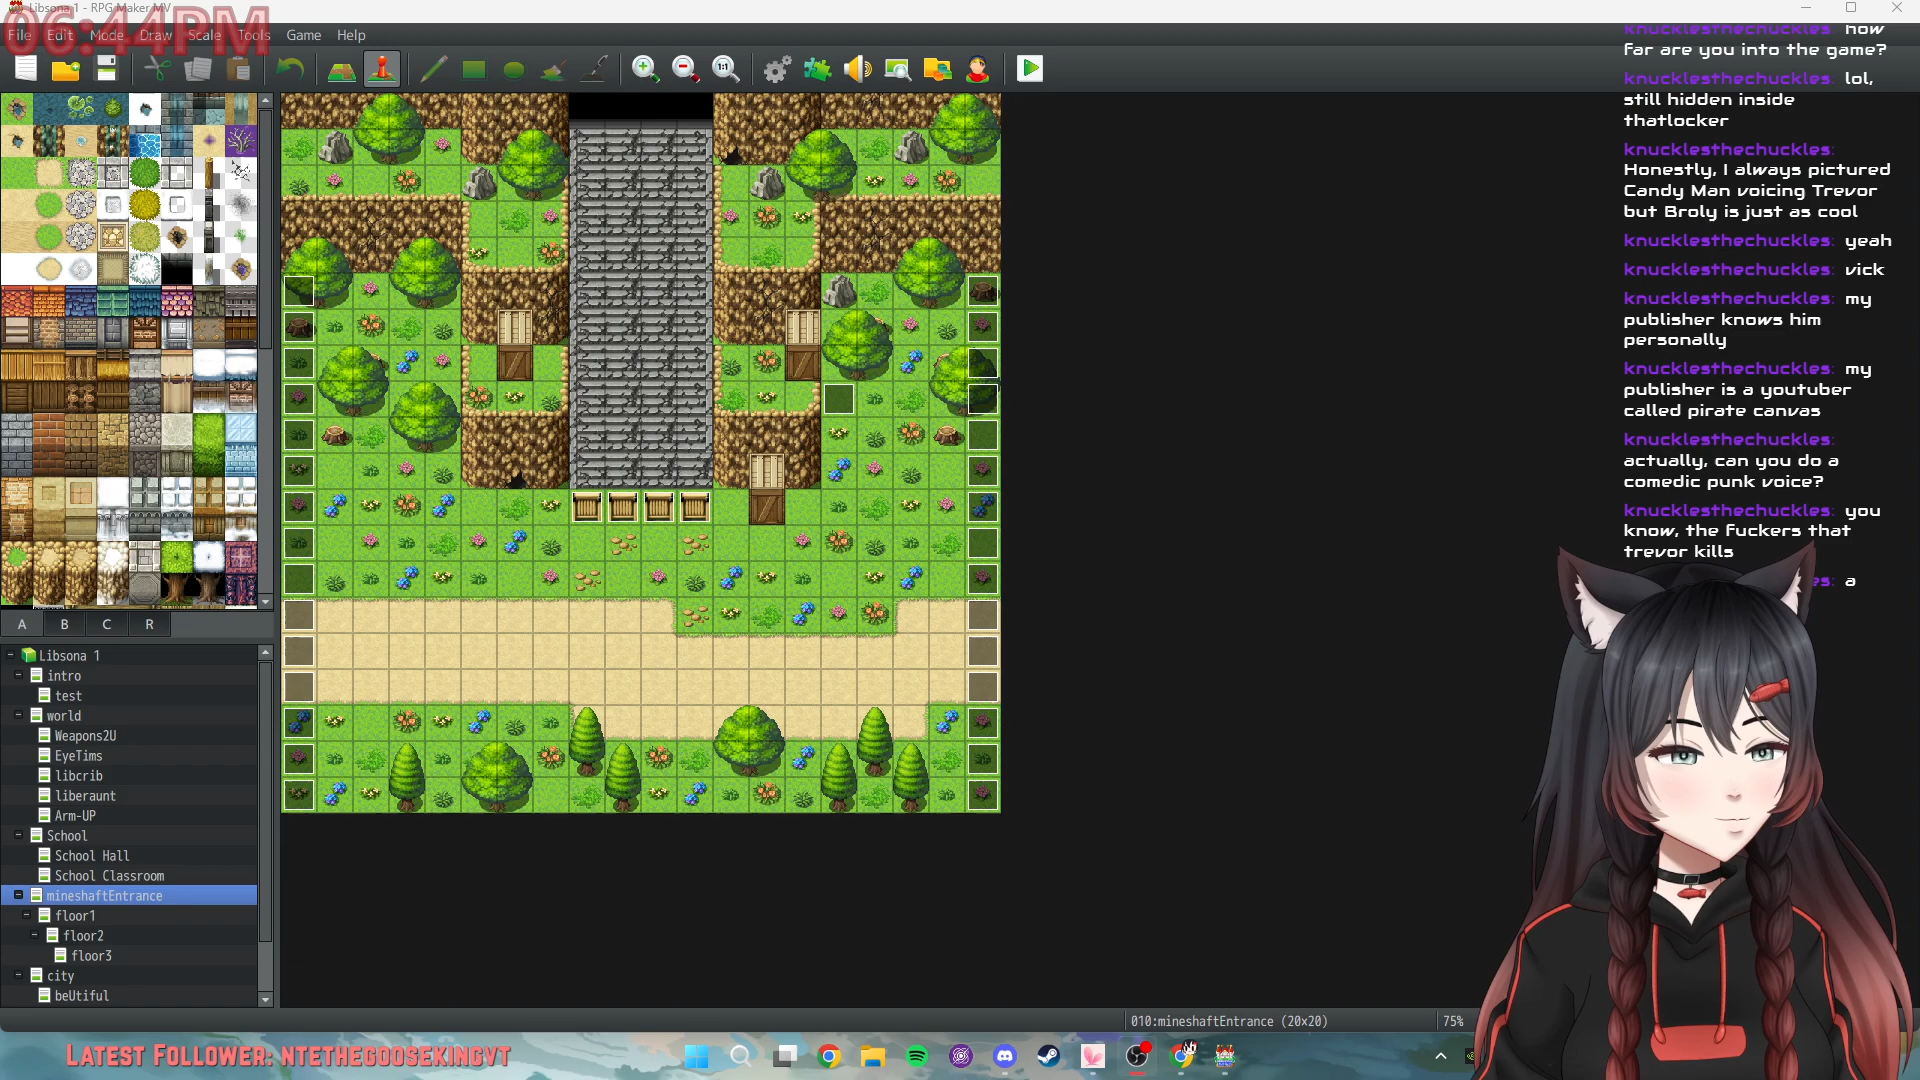 Libsona 1 - RPG Maker MV
06:44PM
File Edit Mode Draw Scale Tools Game Help
1:1
A B C R
Libsona 1
intro
test
world
Weapons2U
EyeTims
libcrib
liberaunt
Arm-UP
School
School Hall
School Classroom
mineshaftEntrance
floor1
floor2
floor3
city
beUtiful
010:mineshaftEntrance (20x20)
75%
knucklesthechuckles: how
far are you into the game?
knucklesthechuckles: lol,
still hidden inside
thatlocker
knucklesthechuckles:
Honestly, I always pictured
Candy Man voicing Trevor
but Broly is just as cool
knucklesthechuckles: yeah
knucklesthechuckles: vick
knucklesthechuckles: my
publisher knows him
personally
knucklesthechuckles: my
publisher is a youtuber
called pirate canvas
knucklesthechuckles:
actually, can you do a
comedic punk voice?
knucklesthechuckles: you
know, the fuckers that
trevor kills
es: a
Latest Follower: ntethegoosekingvt